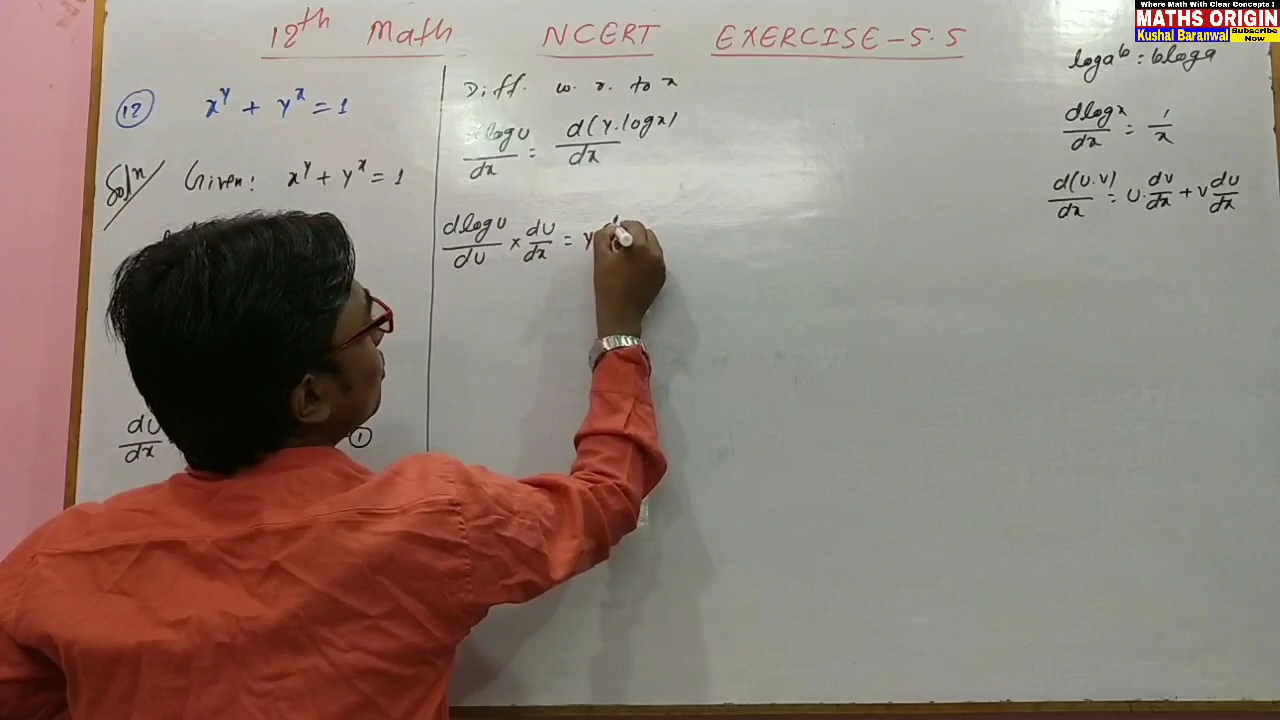 Where Math With Clear Concepts !
MATHS ORIGIN
Kushal Baranwal
Subscribe Now
12th Math NCERT EXERCISE-5.5
12 x^y + y^x = 1
Solⁿ Given: x^y + y^x = 1
du/dx
①
Diff. w. r. to x
dlogu/dx = d(y.logx)/dx
dlogu/du × du/dx = y
loga^b = bloga
dlogx/dx = 1/x
d(u.v)/dx = u.dv/dx + v du/dx